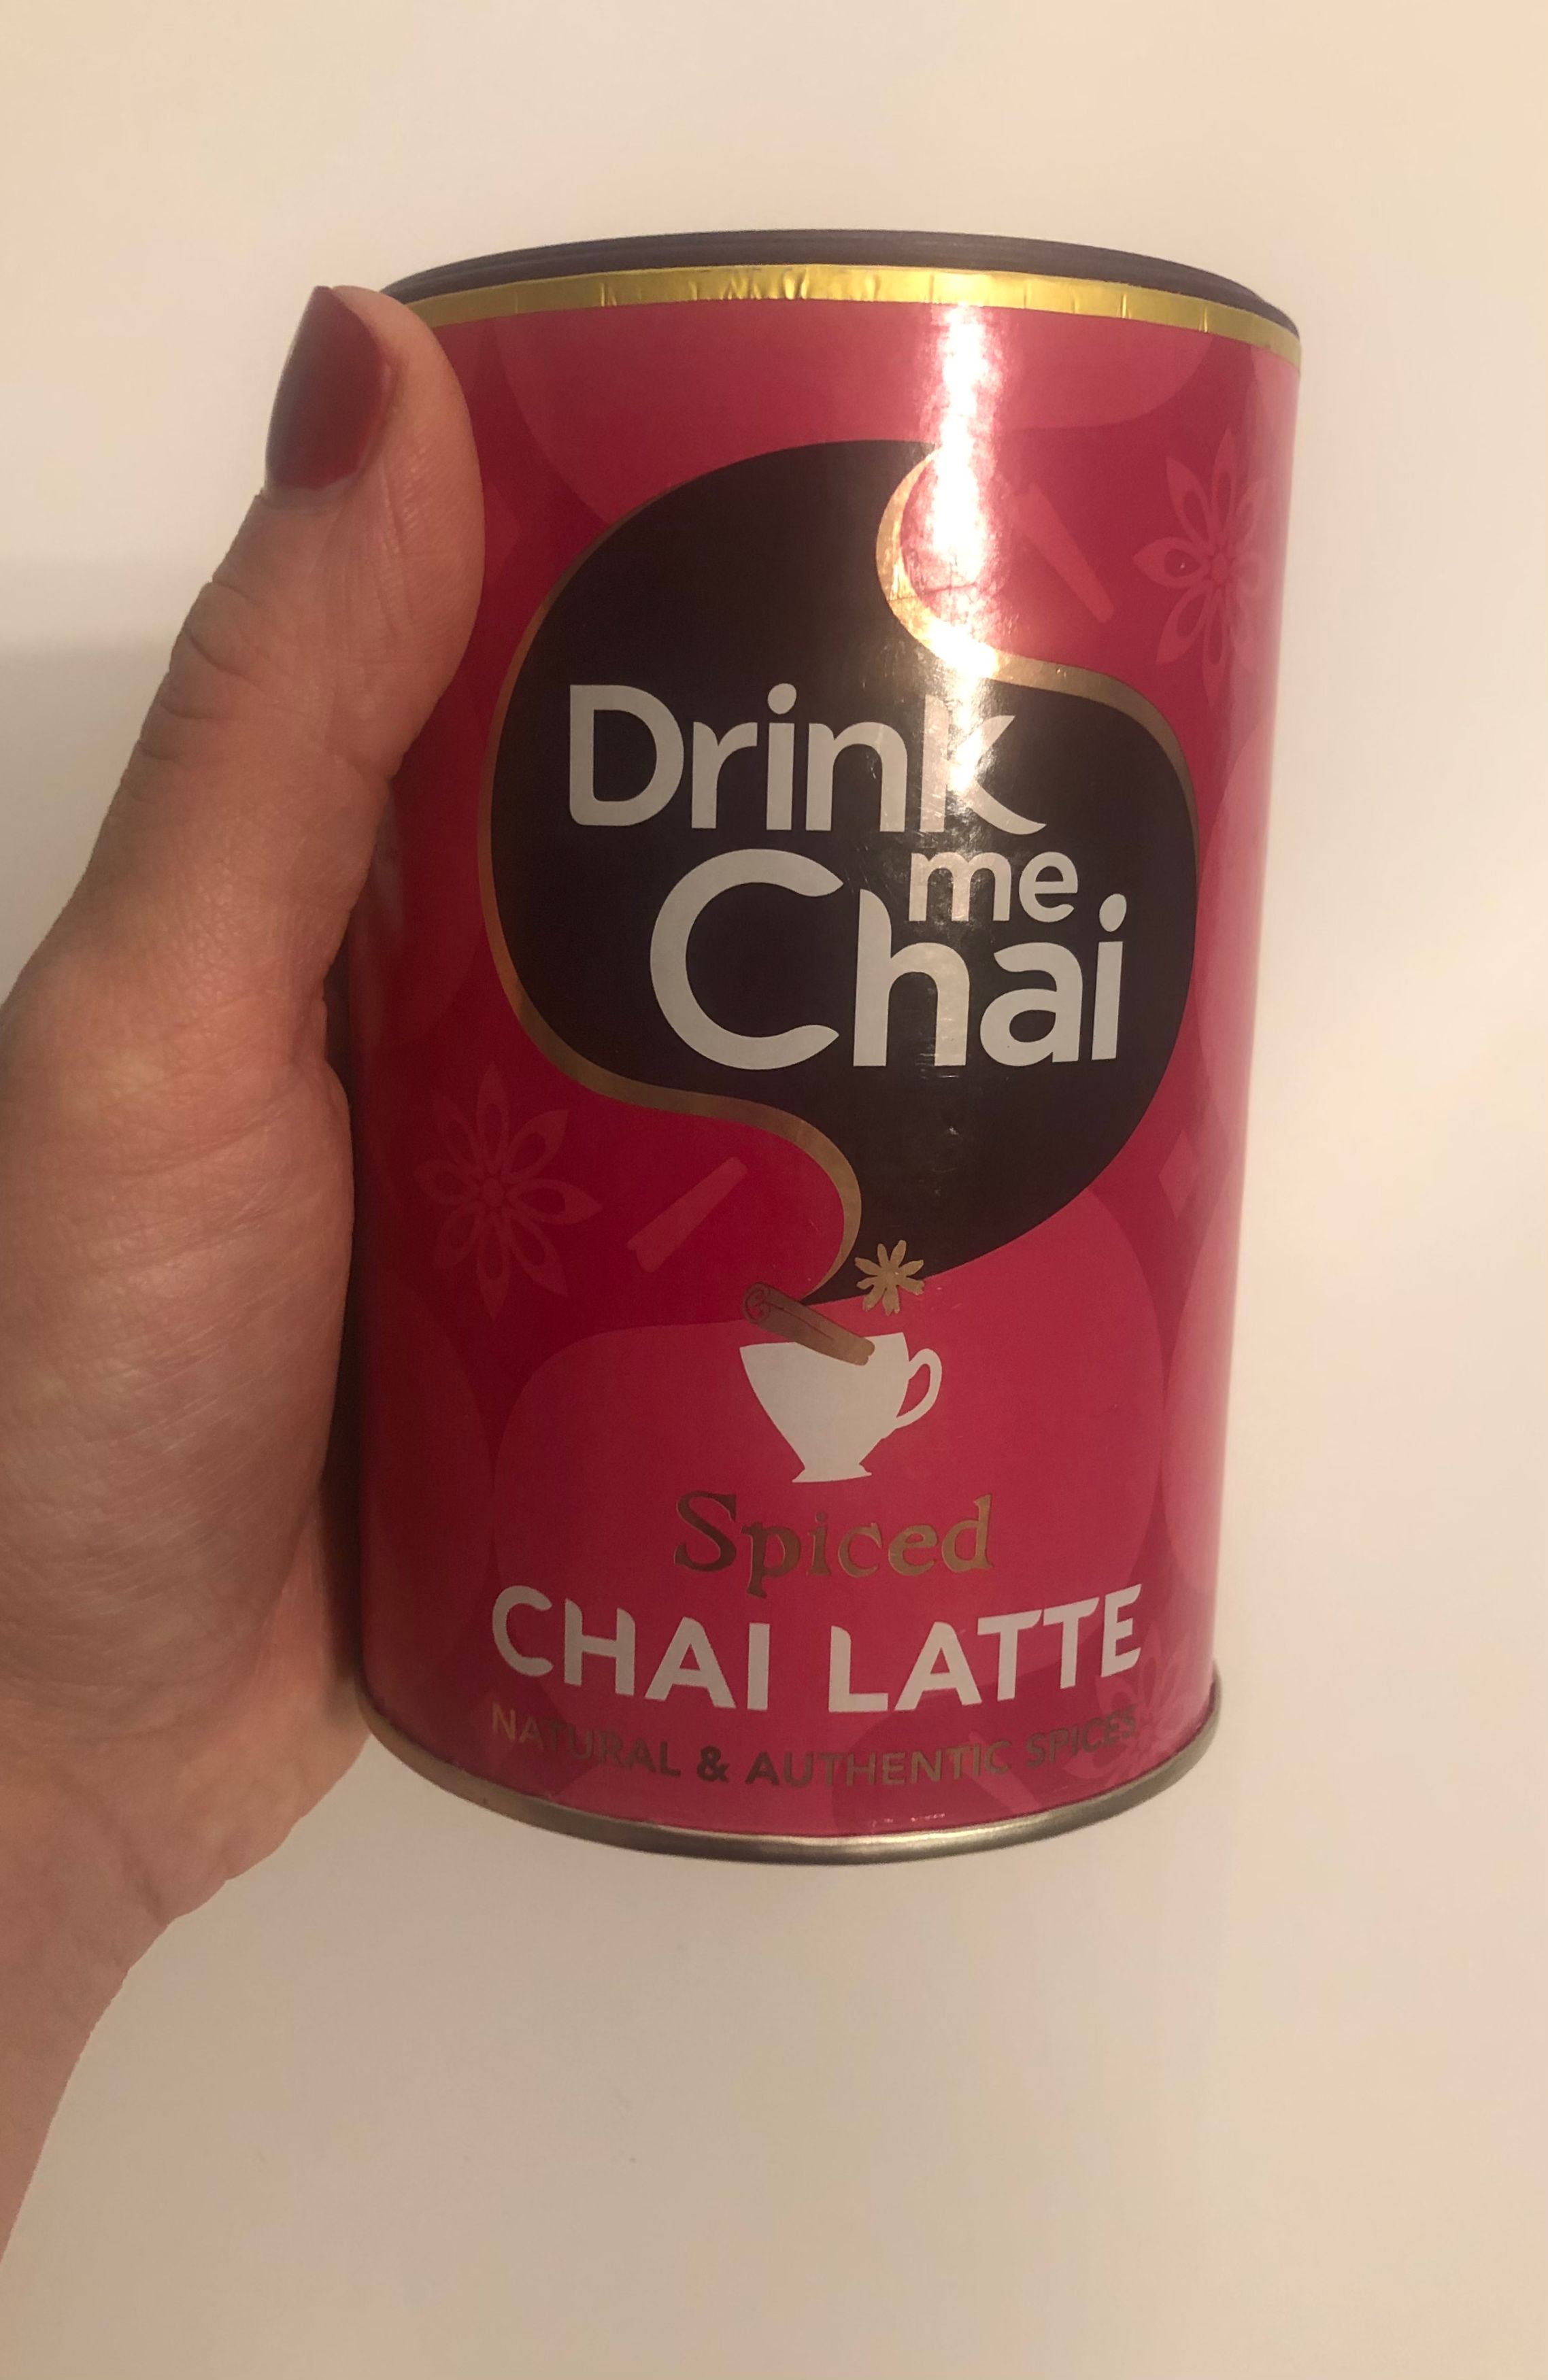 Drink
me
Chai
Spiced
CHAI LATTE
NATURAL & AUTHENTIC SPICES